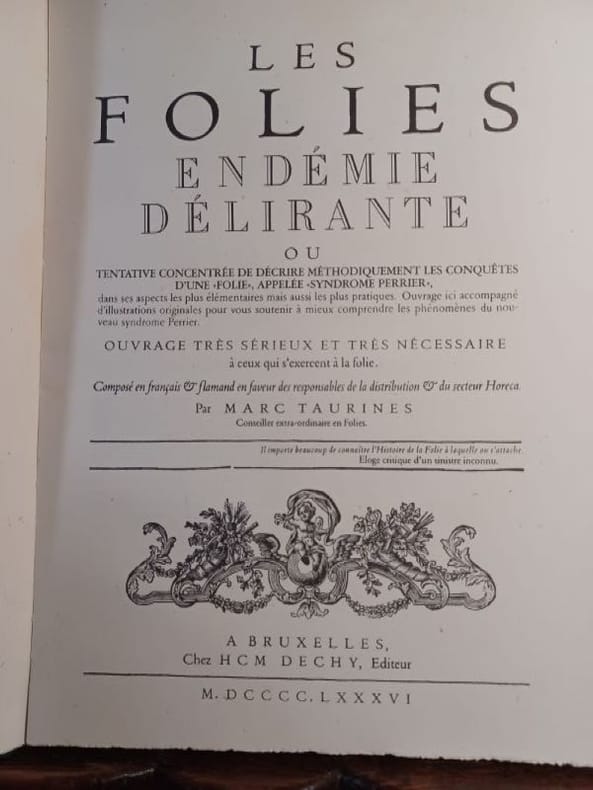 LES
FOLIES
ENDÉMIE
DÉLIRANTE
OU
TENTATIVE CONCENTRÉE DE DÉCRIRE MÉTHODIQUEMENT LES CONQUÊTES
D'UNE «FOLIE», APPELÉE «SYNDROME PERRIER»,
dans ses aspects les plus élémentaires mais aussi les plus pratiques. Ouvrage ici accompagné
d'illustrations originales pour vous soutenir à mieux comprendre les phénomènes du nou-
veau syndrome Perrier.
OUVRAGE TRÈS SÉRIEUX ET TRÈS NÉCESSAIRE
à ceux qui s'exercent à la folie.
Composé en français & flamand en faveur des responsables de la distribution & du secteur Horeca.
Par MARC TAURINES
Conseiller extra-ordinaire en Folies.
Il importe beaucoup de connaître l'Histoire de la Folie à laquelle on s'attache.
Eloge critique d'un sinistre inconnu.
A BRUXELLES,
Chez HCM DECHY, Editeur
M. DCCCC. LXXXVI